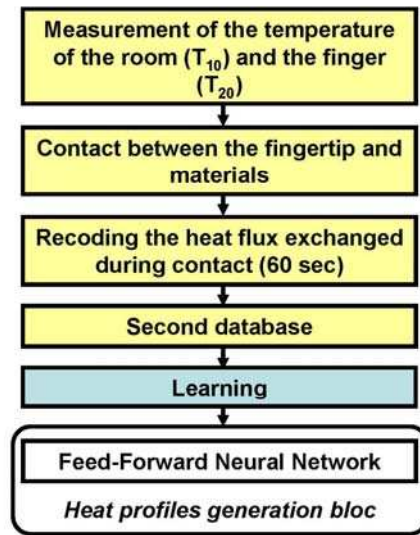 Measurement of the temperature
of the room (T₁₀) and the finger
(T₂₀)
Contact between the fingertip and
materials
Recoding the heat flux exchanged
during contact (60 sec)
Second database
Learning
Feed-Forward Neural Network
Heat profiles generation bloc